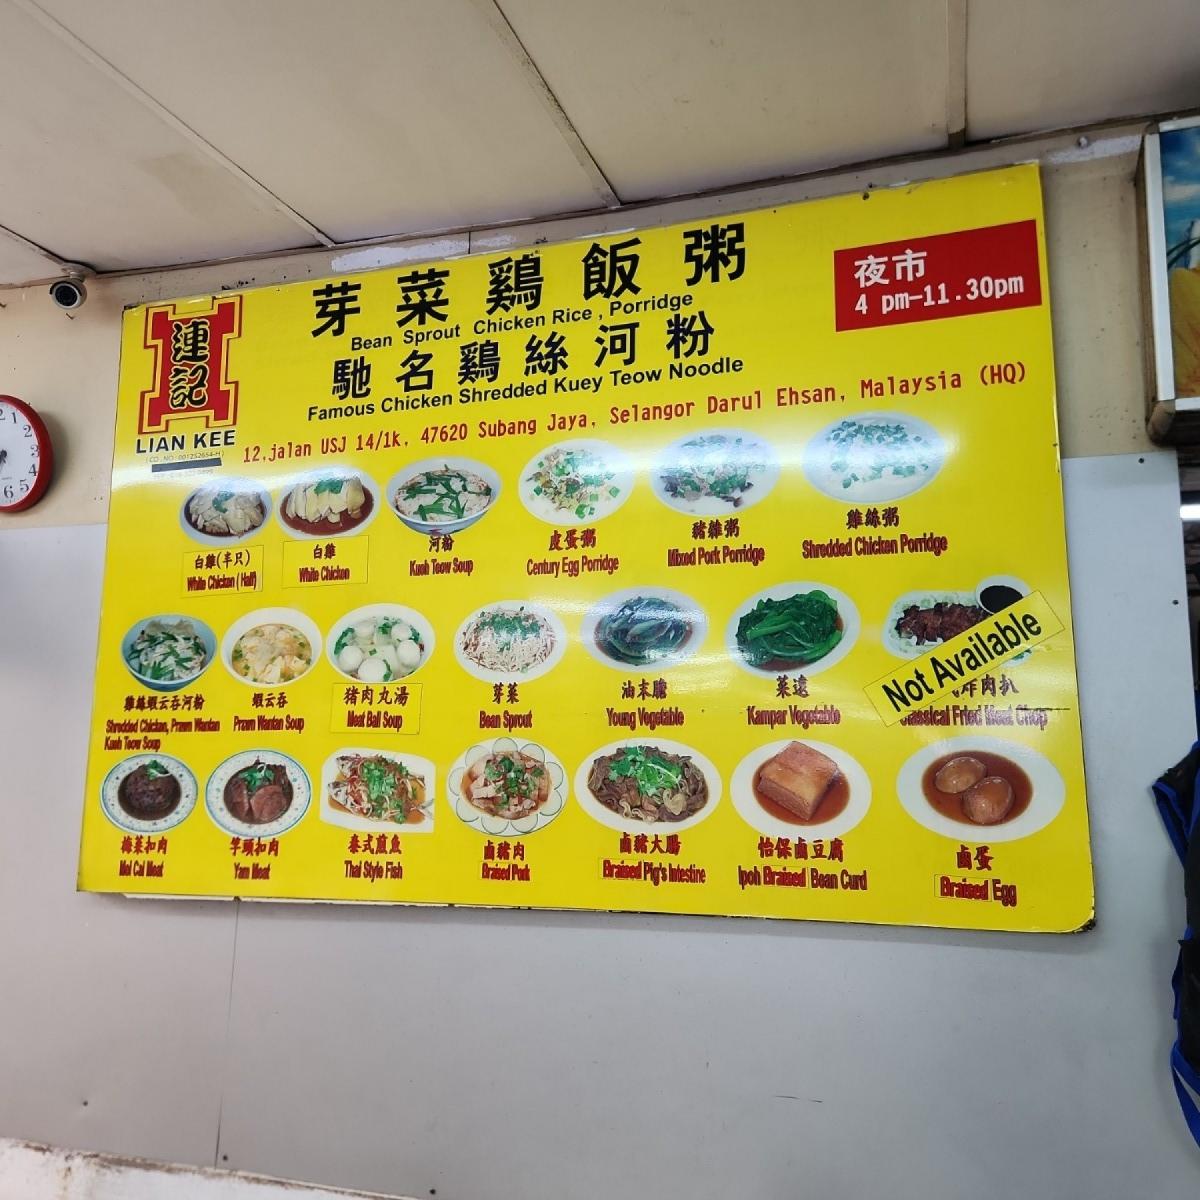 連記
LIAN KEE
芽菜鷄飯粥
Bean Sprout Chicken Rice , Porridge
馳名鷄絲河粉
Famous Chicken Shredded Kuey Teow Noodle
夜市
4 pm-11.30pm
12,jalan USJ 14/1k, 47620 Subang Jaya, Selangor Darul Ehsan, Malaysia (HQ)
白雞(半只)
White Chicken ( Half)
白雞
White Chicken
河粉
Kueh Teow Soup
皮蛋粥
Century Egg Porridge
豬雜粥
Mixed Pork Porridge
雞絲粥
Shredded Chicken Porridge
雞絲蝦云吞河粉
Shredded Chicken, Prawn Wantan
Kueh Teow Soup
蝦云吞
Prawn Wantan Soup
猪肉丸湯
Meat Ball Soup
芽菜
Bean Sprout
油末膽
Young Vegetable
菜遠
Kampar Vegetable
Not Available
炸肉扒
Classical Fried Meat Chop
梅菜扣肉
Mei Cai Meat
芋頭扣肉
Yam Meat
泰式煎魚
Thai Style Fish
鹵豬肉
Braised Pork
鹵豬大腸
Braised Pig's Intestine
怡保鹵豆腐
Ipoh Braised Bean Curd
鹵蛋
Braised Egg